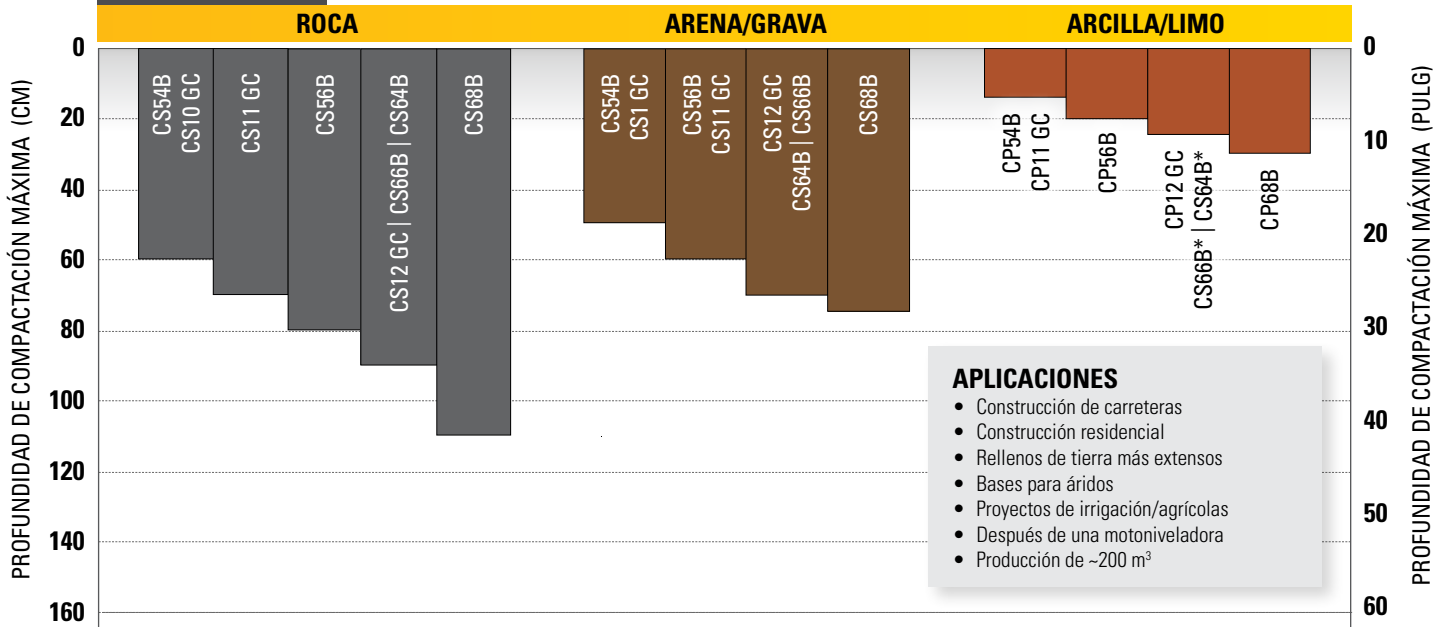 ROCA
ARENA/GRAVA
ARCILLA/LIMO
PROFUNDIDAD DE COMPACTACIÓN MÁXIMA (CM)
0
20
40
60
80
100
120
140
160
CS54B
CS10 GC
CS11 GC
CS56B
CS12 GC | CS66B | CS64B
CS68B
CS54B
CS1 GC
CS56B
CS11 GC
CS12 GC
CS64B | CS66B
CS68B
CP54B
CP11 GC
CP56B
CP12 GC
CS66B* | CS64B*
CP68B
0
10
20
30
40
50
60
PROFUNDIDAD DE COMPACTACIÓN MÁXIMA (PULG)
APLICACIONES
• Construcción de carreteras
• Construcción residencial
• Rellenos de tierra más extensos
• Bases para áridos
• Proyectos de irrigación/agrícolas
• Después de una motoniveladora
• Producción de ~200 m³